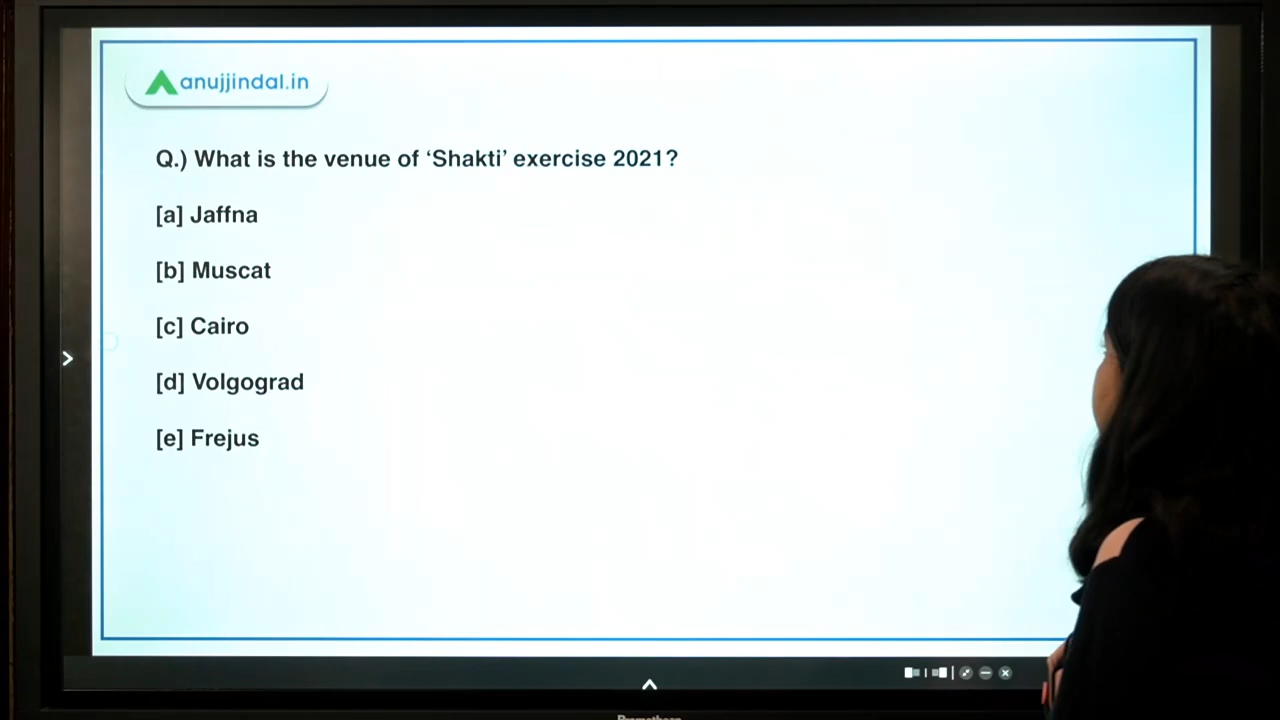 anujjindal.in
Q.) What is the venue of ‘Shakti’ exercise 2021?
[a] Jaffna
[b] Muscat
[c] Cairo
[d] Volgograd
[e] Frejus